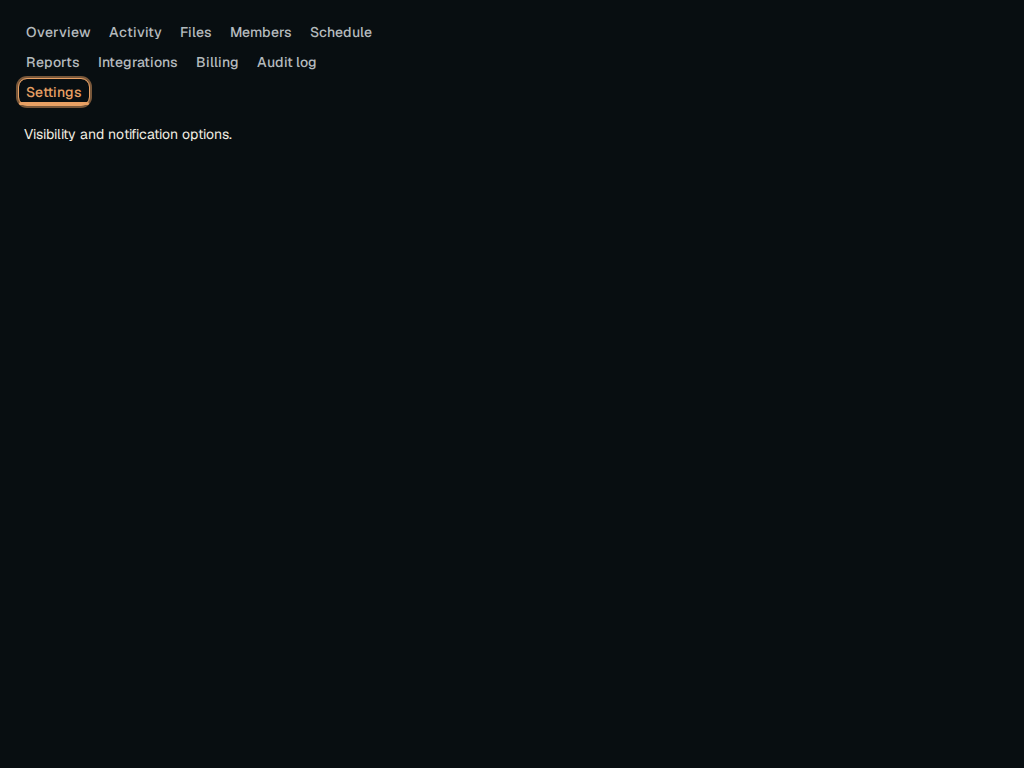 Overview Activity Files Members Schedule
Reports Integrations Billing Audit log
Settings
Visibility and notification options.